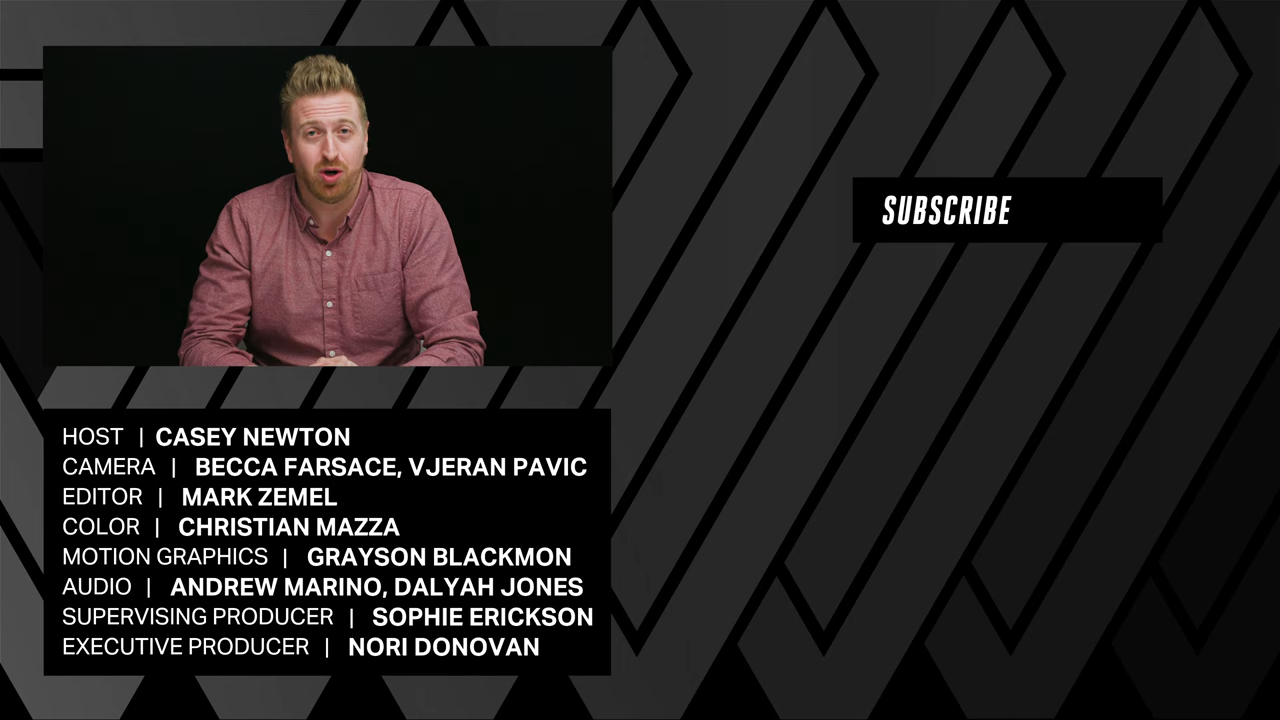 SUBSCRIBE
HOST | CASEY NEWTON
CAMERA | BECCA FARSACE, VJERAN PAVIC
EDITOR | MARK ZEMEL
COLOR | CHRISTIAN MAZZA
MOTION GRAPHICS | GRAYSON BLACKMON
AUDIO | ANDREW MARINO, DALYAH JONES
SUPERVISING PRODUCER | SOPHIE ERICKSON
EXECUTIVE PRODUCER | NORI DONOVAN